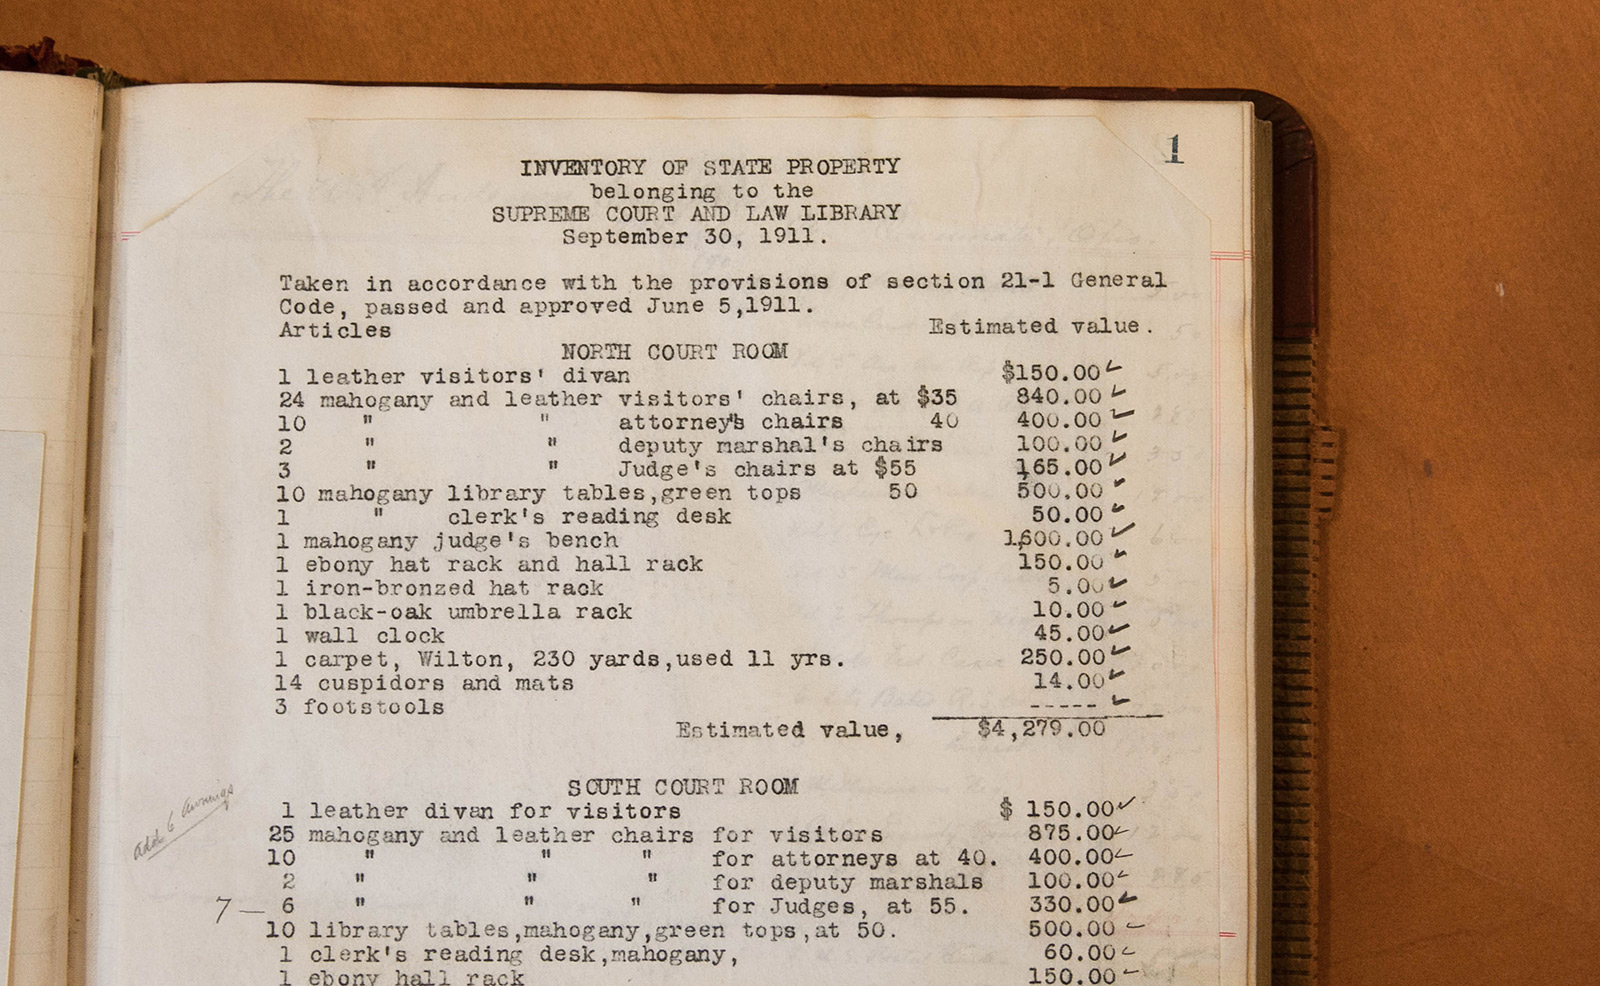 1
INVENTORY OF STATE PROPERTY
belonging to the
SUPREME COURT AND LAW LIBRARY
September 30, 1911.
Taken in accordance with the provisions of section 21-1 General
Code, passed and approved June 5,1911.
Articles Estimated value.
NORTH COURT ROOM
1 leather visitors' divan $150.00
24 mahogany and leather visitors' chairs, at $35 840.00
10 " " attorney's chairs 40 400.00
2 " " deputy marshal's chairs 100.00
3 " " Judge's chairs at $55 165.00
10 mahogany library tables,green tops 50 500.00
1 " clerk's reading desk 50.00
1 mahogany judge's bench 1,600.00
1 ebony hat rack and hall rack 150.00
1 iron-bronzed hat rack 5.00
1 black-oak umbrella rack 10.00
1 wall clock 45.00
1 carpet, Wilton, 230 yards,used 11 yrs. 250.00
14 cuspidors and mats 14.00
3 footstools -----
Estimated value, $4,279.00
SOUTH COURT ROOM
1 leather divan for visitors $ 150.00
25 mahogany and leather chairs for visitors 875.00
10 " " " for attorneys at 40. 400.00
2 " " " for deputy marshals 100.00
7 — 6 " " " for Judges, at 55. 330.00
10 library tables,mahogany,green tops,at 50. 500.00
1 clerk's reading desk,mahogany, 60.00
1 ebony hall rack 150.00
add 6 awnings